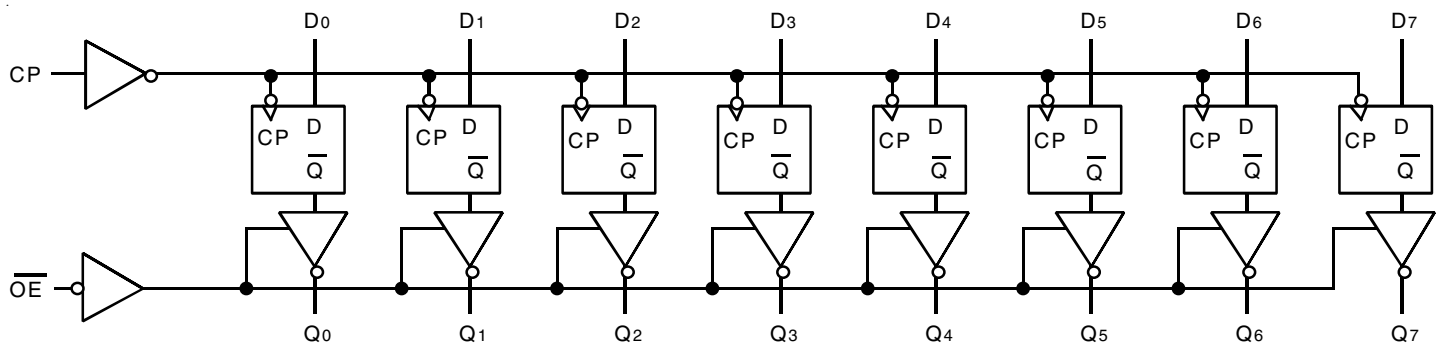 D0 D1 D2 D3 D4 D5 D6 D7
CP
CP D CP D CP D CP D CP D CP D CP D CP D
Q̅ Q̅ Q̅ Q̅ Q̅ Q̅ Q̅ Q̅
O̅E̅
Q0 Q1 Q2 Q3 Q4 Q5 Q6 Q7